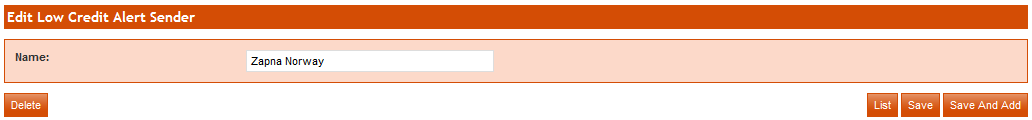 Edit Low Credit Alert Sender
Name: Zapna Norway
Delete List Save Save And Add